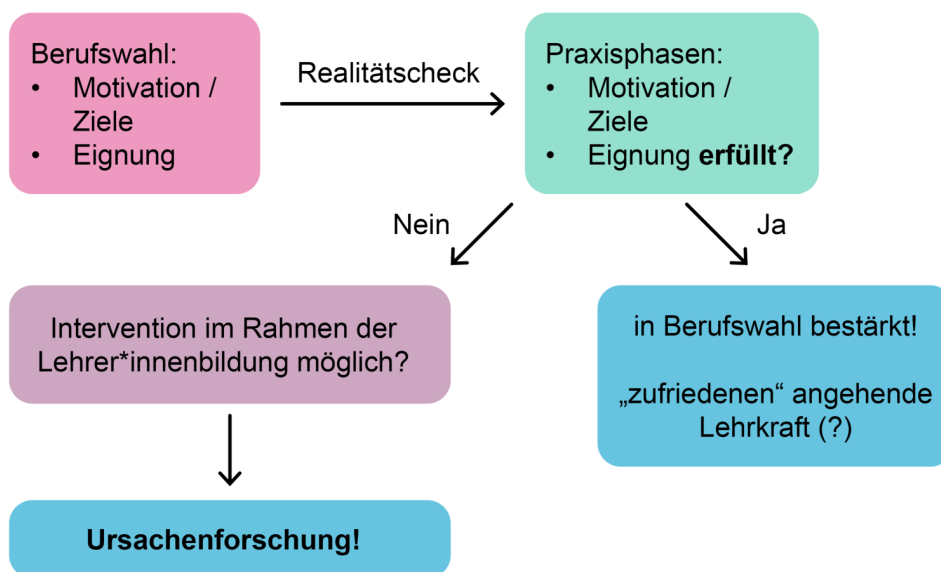 Berufswahl:
• Motivation /
Ziele
• Eignung
Realitätscheck
Praxisphasen:
• Motivation /
Ziele
• Eignung erfüllt?
Nein
Ja
Intervention im Rahmen der
Lehrer*innenbildung möglich?
in Berufswahl bestärkt!
„zufriedenen“ angehende
Lehrkraft (?)
Ursachenforschung!